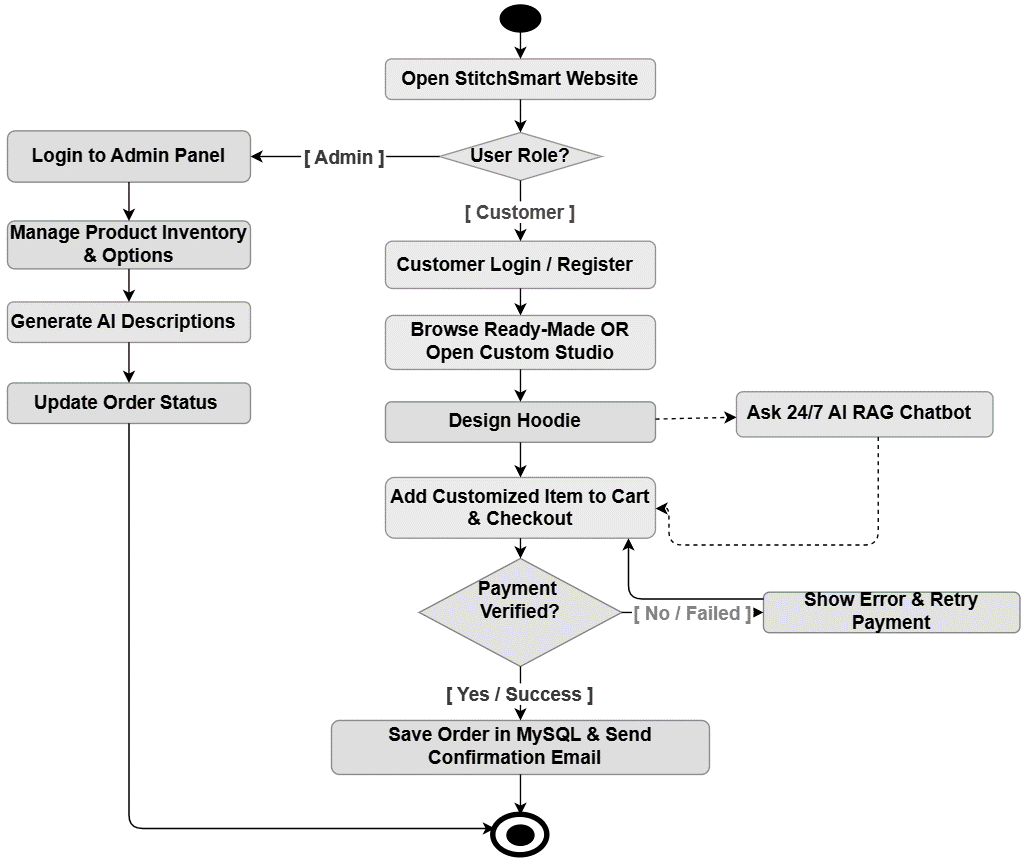 Open StitchSmart Website
Login to Admin Panel
[ Admin ]
User Role?
[ Customer ]
Manage Product Inventory
& Options
Customer Login / Register
Generate AI Descriptions
Browse Ready-Made OR
Open Custom Studio
Update Order Status
Design Hoodie
Ask 24/7 AI RAG Chatbot
Add Customized Item to Cart
& Checkout
Payment
Verified?
[ No / Failed ]
Show Error & Retry
Payment
[ Yes / Success ]
Save Order in MySQL & Send
Confirmation Email